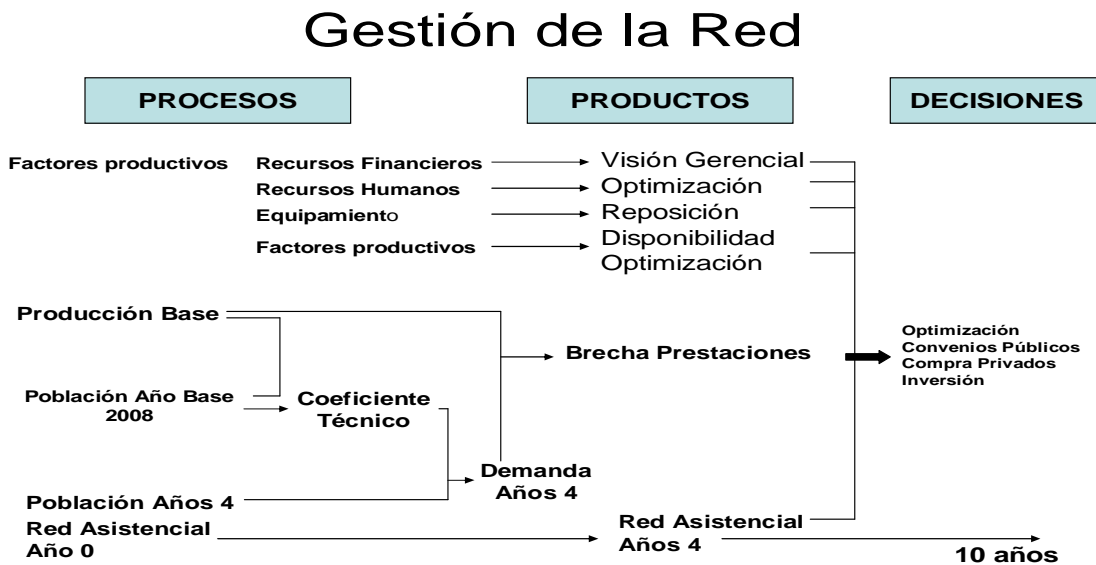 Gestión de la Red
PROCESOS
PRODUCTOS
DECISIONES
Factores productivos
Recursos Financieros
Visión Gerencial
Recursos Humanos
Optimización
Equipamiento
Reposición
Factores productivos
Disponibilidad
Optimización
Producción Base
Brecha Prestaciones
Optimización
Convenios Públicos
Compra Privados
Inversión
Población Año Base
2008
Coeficiente
Técnico
Demanda
Años 4
Población Años 4
Red Asistencial
Año 0
Red Asistencial
Años 4
10 años